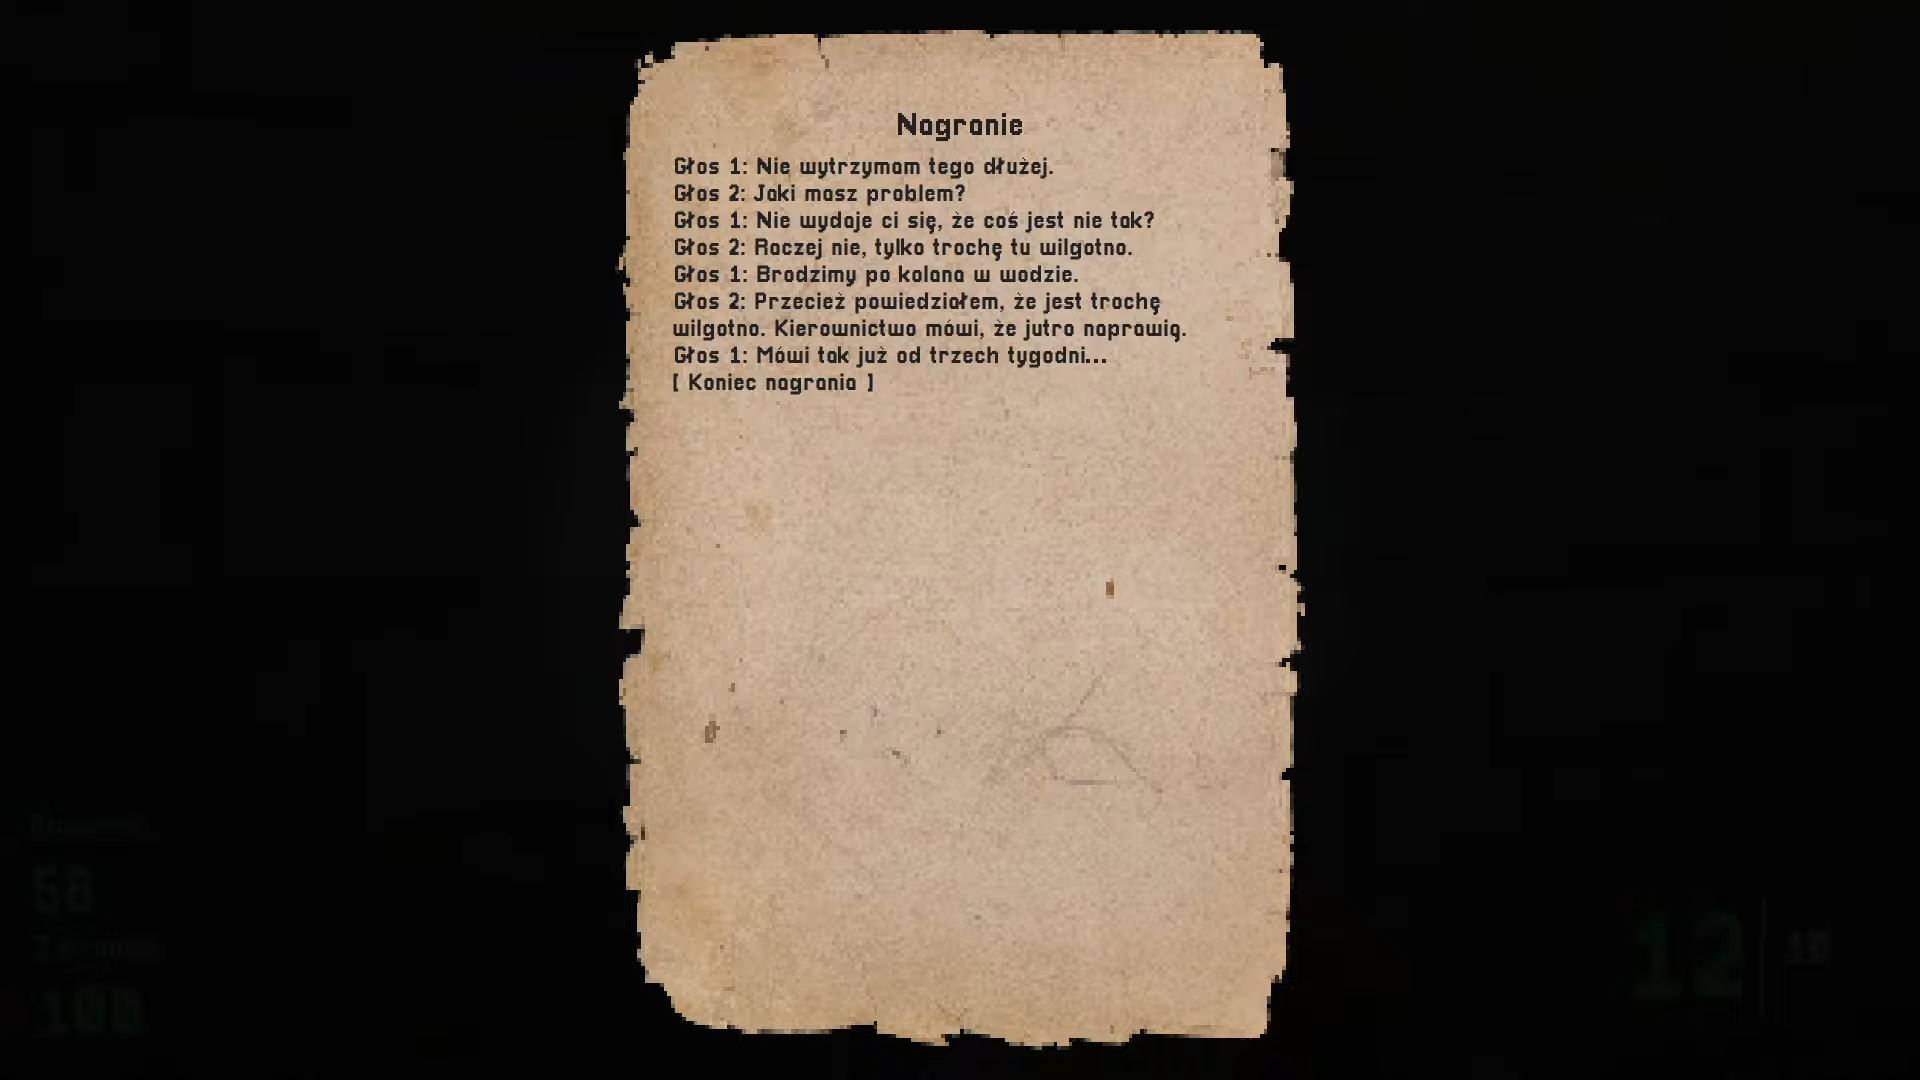 Nagranie
Głos 1: Nie wytrzymam tego dłużej.
Głos 2: Jaki masz problem?
Głos 1: Nie wydaje ci się, że coś jest nie tak?
Głos 2: Raczej nie, tylko trochę tu wilgotno.
Głos 1: Brodzimy po kolana w wodzie.
Głos 2: Przecież powiedziałem, że jest trochę
wilgotno. Kierownictwo mówi, że jutro naprawią.
Głos 1: Mówi tak już od trzech tygodni...
[ Koniec nagrania ]
56
100
12